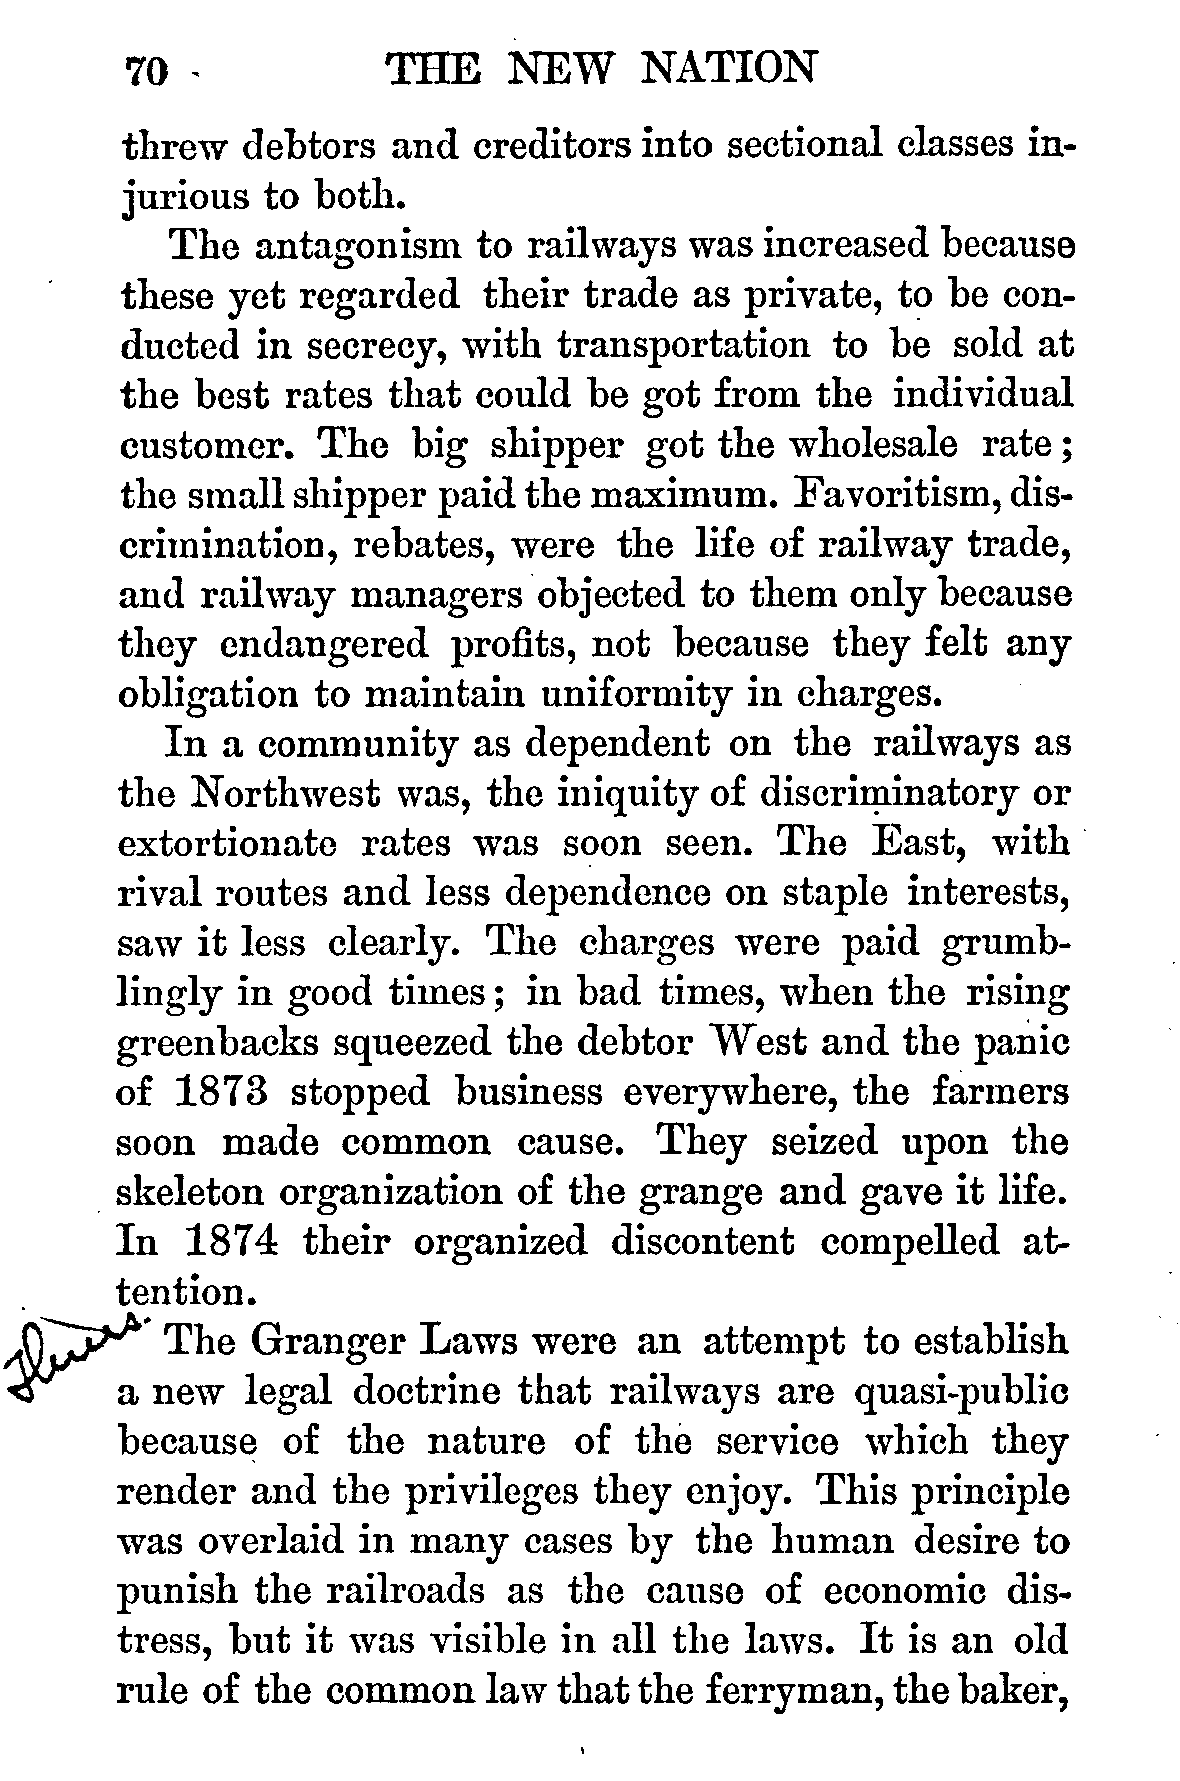 70 THE NEW NATION
threw debtors and creditors into sectional classes in-
jurious to both.
The antagonism to railways was increased because
these yet regarded their trade as private, to be con-
ducted in secrecy, with transportation to be sold at
the best rates that could be got from the individual
customer. The big shipper got the wholesale rate;
the small shipper paid the maximum. Favoritism, dis-
crimination, rebates, were the life of railway trade,
and railway managers objected to them only because
they endangered profits, not because they felt any
obligation to maintain uniformity in charges.
In a community as dependent on the railways as
the Northwest was, the iniquity of discriminatory or
extortionate rates was soon seen. The East, with
rival routes and less dependence on staple interests,
saw it less clearly. The charges were paid grumb-
lingly in good times; in bad times, when the rising
greenbacks squeezed the debtor West and the panic
of 1873 stopped business everywhere, the farmers
soon made common cause. They seized upon the
skeleton organization of the grange and gave it life.
In 1874 their organized discontent compelled at-
tention.
The Granger Laws were an attempt to establish
a new legal doctrine that railways are quasi-public
because of the nature of the service which they
render and the privileges they enjoy. This principle
was overlaid in many cases by the human desire to
punish the railroads as the cause of economic dis-
tress, but it was visible in all the laws. It is an old
rule of the common law that the ferryman, the baker,